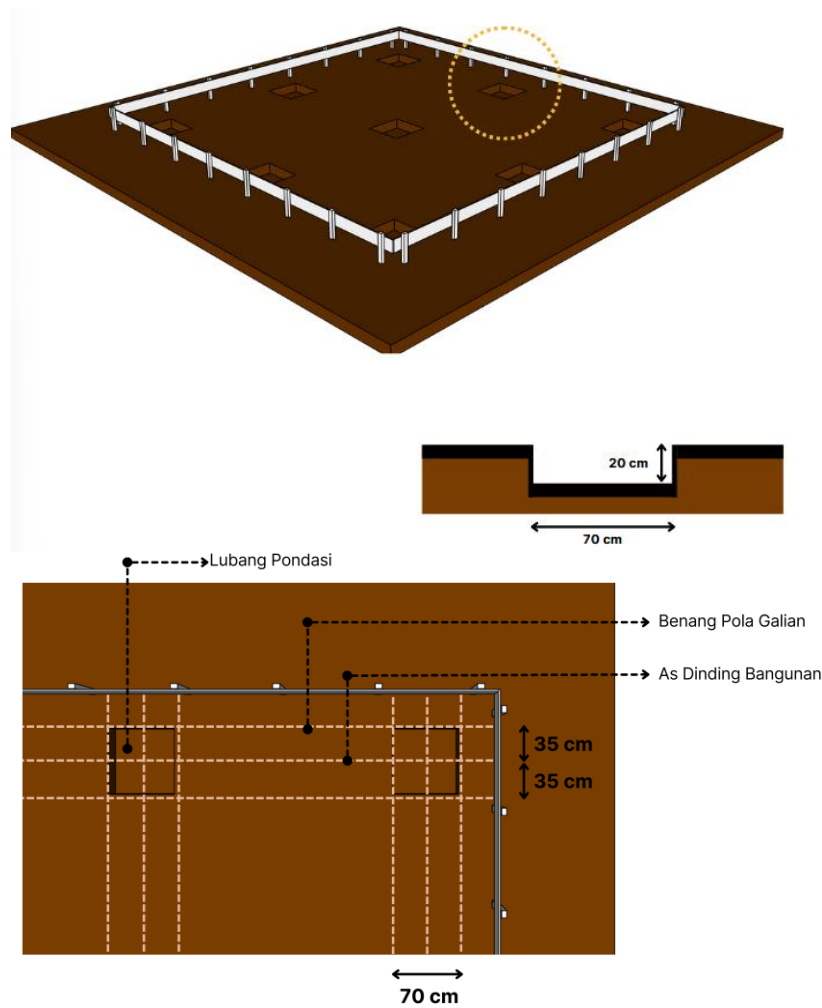 20 cm
70 cm
Lubang Pondasi
Benang Pola Galian
As Dinding Bangunan
35 cm
35 cm
70 cm